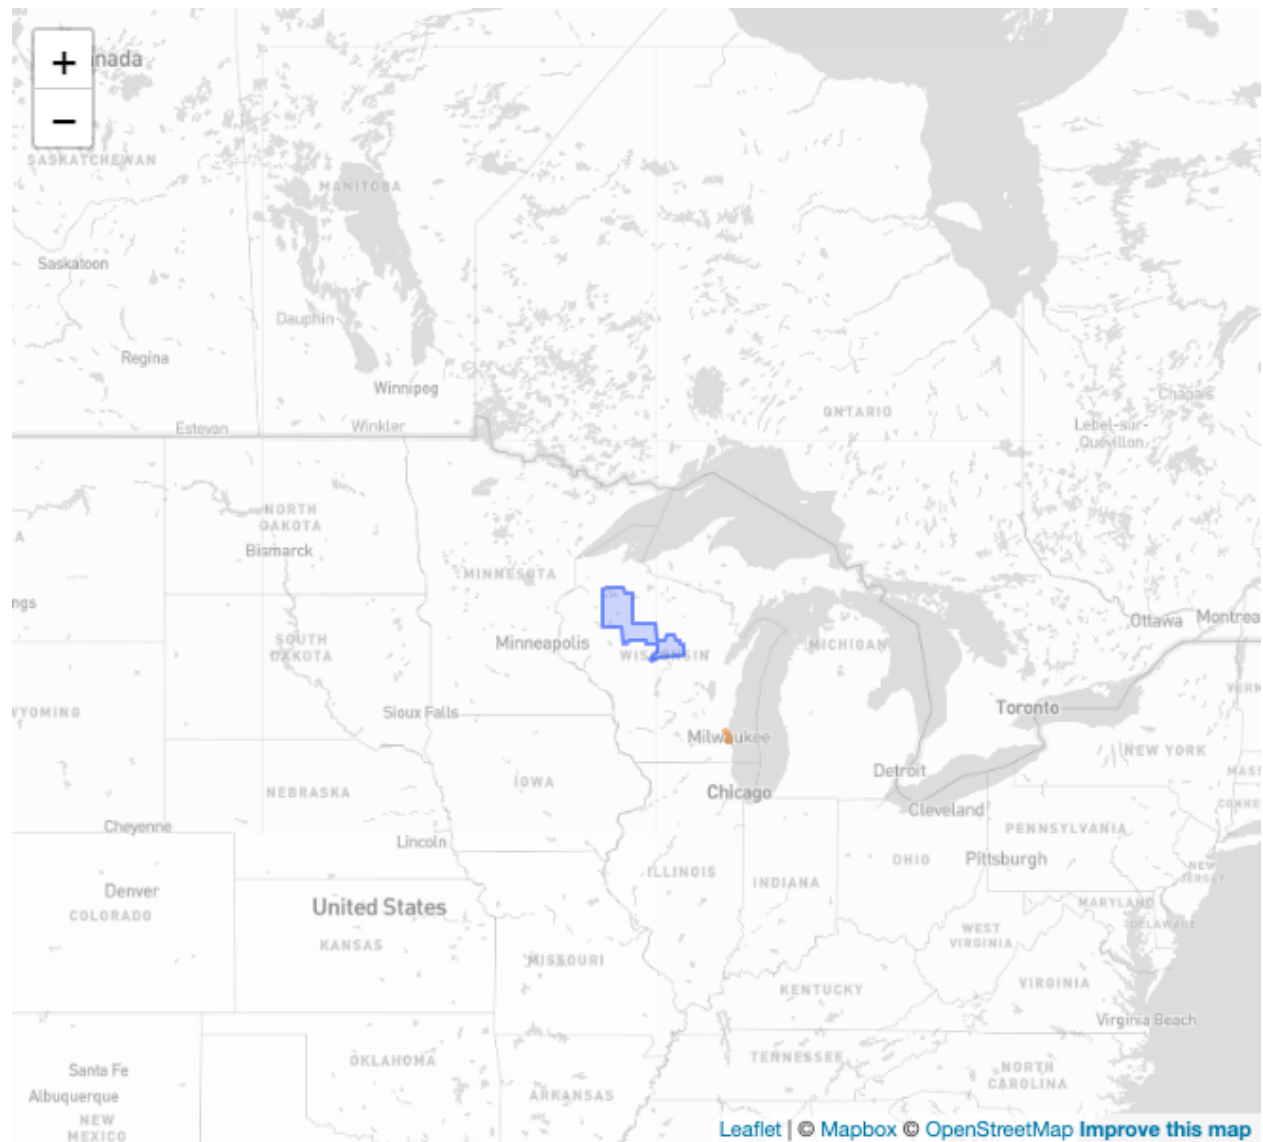 +
nada
−
SASKATCHEWAN
MANITOBA
Saskatoon
Dauphin
Regina
Winnipeg
Chapais
ONTARIO
Estevan
Winkler
Lebel-sur-
Quévillon
NORTH
DAKOTA
A
Bismarck
MINNESOTA
ngs
Ottawa
Montrea
SOUTH
DAKOTA
Minneapolis
WISCONSIN
MICHIGAN
VERM
WYOMING
Sioux Falls
Toronto
Milwaukee
NEW YORK
Detroit
MASS
IOWA
NEBRASKA
Chicago
Cleveland
CONNE
Cheyenne
PENNSYLVANIA
Lincoln
OHIO
Pittsburgh
NEW
JERSEY
ILLINOIS
INDIANA
Denver
COLORADO
United States
MARYLAND
DELAWARE
WEST
VIRGINIA
KANSAS
MISSOURI
KENTUCKY
VIRGINIA
Virginia Beach
Santa Fe
OKLAHOMA
TENNESSEE
NORTH
CAROLINA
Albuquerque
ARKANSAS
NEW
MEXICO
Leaflet | © Mapbox © OpenStreetMap Improve this map